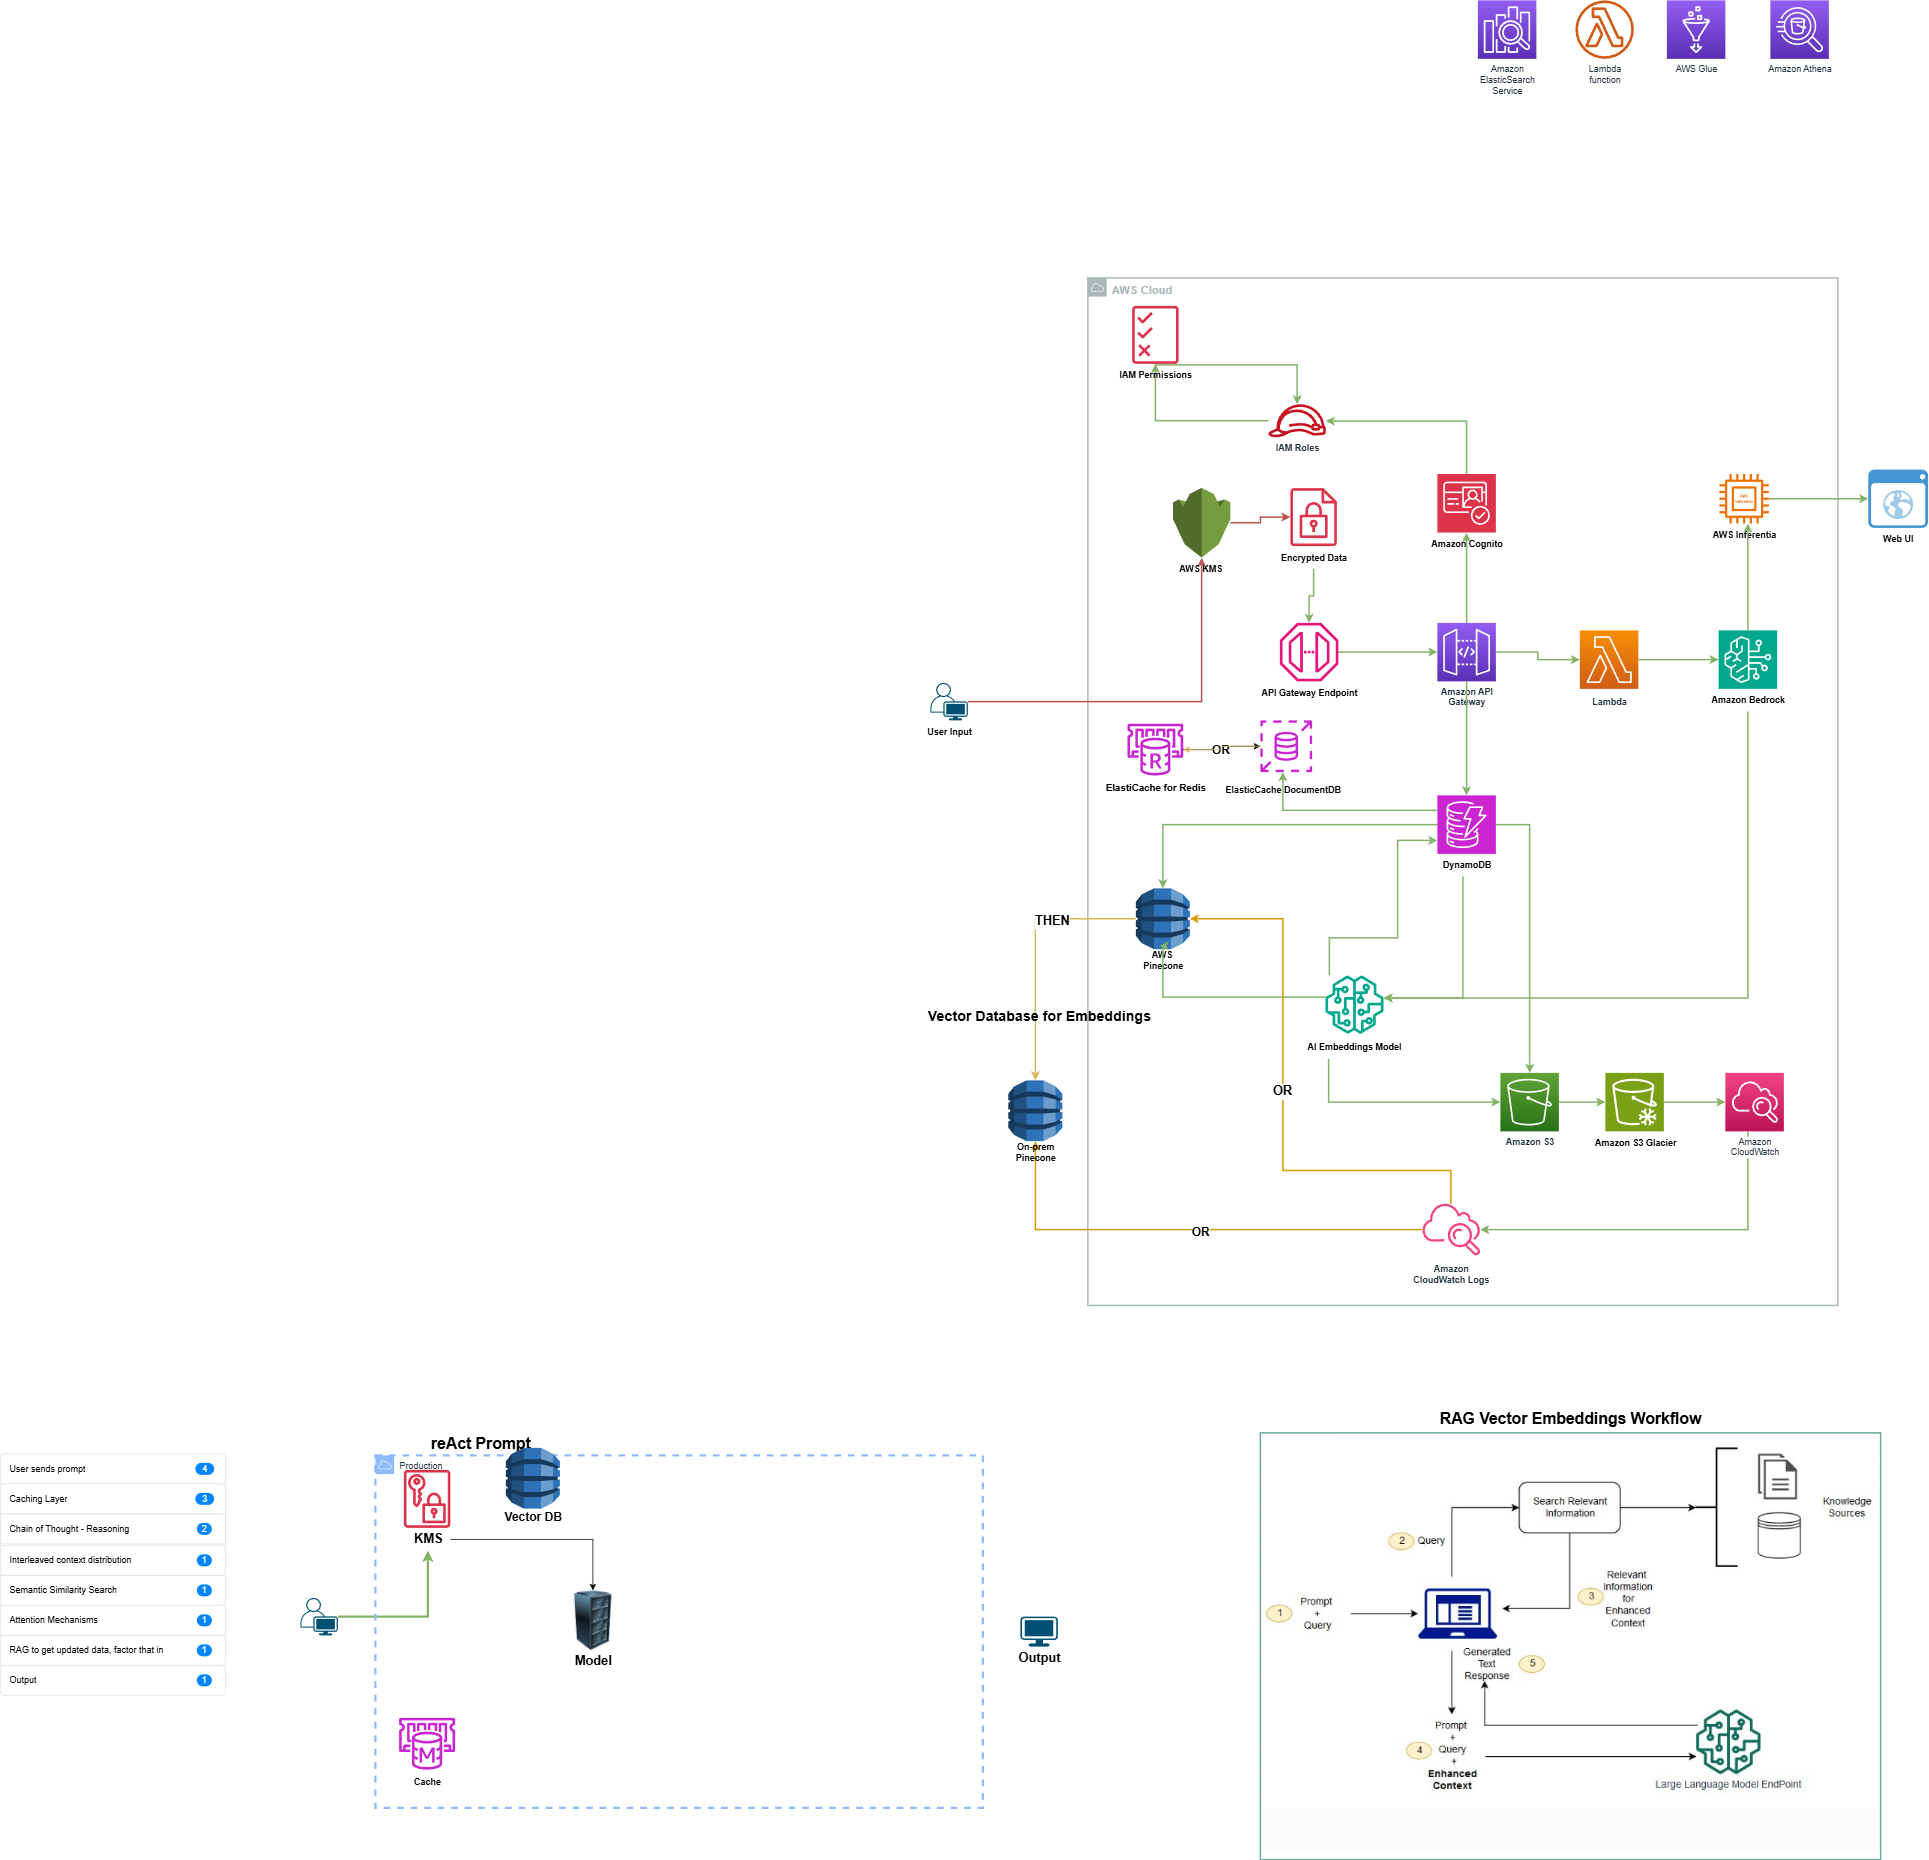 Amazon
ElasticSearch
Service
Lambda
function
AWS Glue
Amazon Athena
AWS Cloud
IAM Permissions
IAM Roles
AWS KMS
Encrypted Data
Amazon Cognito
AWS Inferentia
AWS Inferentia
Web UI
User Input
API Gateway Endpoint
Amazon API
Gateway
Lambda
Amazon Bedrock
R
OR
ElastiCache for Redis
ElasticCache DocumentDB
DynamoDB
THEN
AWS
Pinecone
Vector Database for Embeddings
AI Embeddings Model
OR
On-prem
Pinecone
Amazon S3
Amazon S3 Glacier
Amazon
CloudWatch
OR
Amazon
CloudWatch Logs
User sends prompt 4
Caching Layer 3
Chain of Thought - Reasoning 2
Interleaved context distribution 1
Semantic Similarity Search 1
Attention Mechanisms 1
RAG to get updated data, factor that in 1
Output 1
reAct Prompt
Production
KMS
Vector DB
Model
M
Cache
Output
RAG Vector Embeddings Workflow
Search Relevant
Information
Knowledge
Sources
2 Query
3
Relevant
Information
for
Enhanced
Context
1
Prompt
+
Query
Generated
Text
Response
5
4
Prompt
+
Query
+
Enhanced
Context
Large Language Model EndPoint